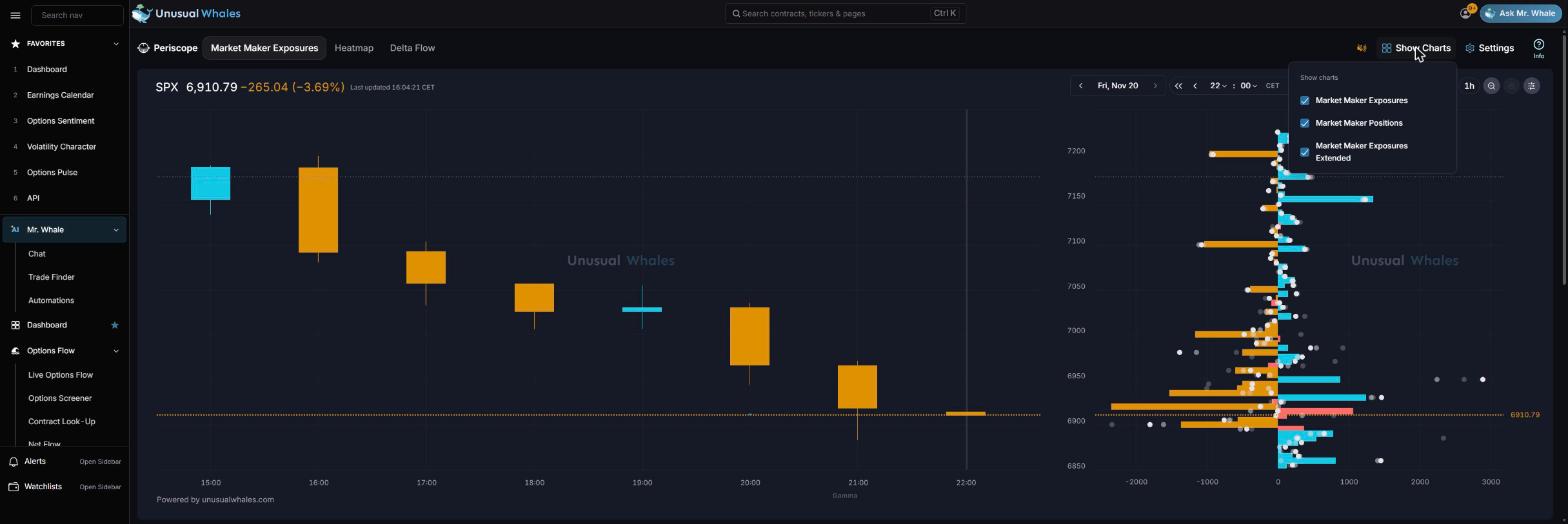 Search nav
Unusual Whales
Search contracts, tickers & pages
Ctrl K
9+
Ask Mr. Whale
FAVORITES
1 Dashboard
2 Earnings Calendar
3 Options Sentiment
4 Volatility Character
5 Options Pulse
6 API
AI Mr. Whale
Chat
Trade Finder
Automations
Dashboard
Options Flow
Live Options Flow
Options Screener
Contract Look-Up
Net Flow
Alerts Open Sidebar
Watchlists Open Sidebar
Periscope Market Maker Exposures Heatmap Delta Flow
Show Charts
Settings
Info
SPX 6,910.79 −265.04 (−3.69%) Last updated 16:04:21 CET
Fri, Nov 20
22 : 00 CET
1h
Show charts
Market Maker Exposures
Market Maker Positions
Market Maker Exposures
Extended
Unusual Whales
Unusual Whales
7200
7150
7100
7050
7000
6950
6900
6850
6910.79
15:00 16:00 17:00 18:00 19:00 20:00 21:00 22:00
-2000 -1000 0 1000 2000 3000
Gamma
Powered by unusualwhales.com